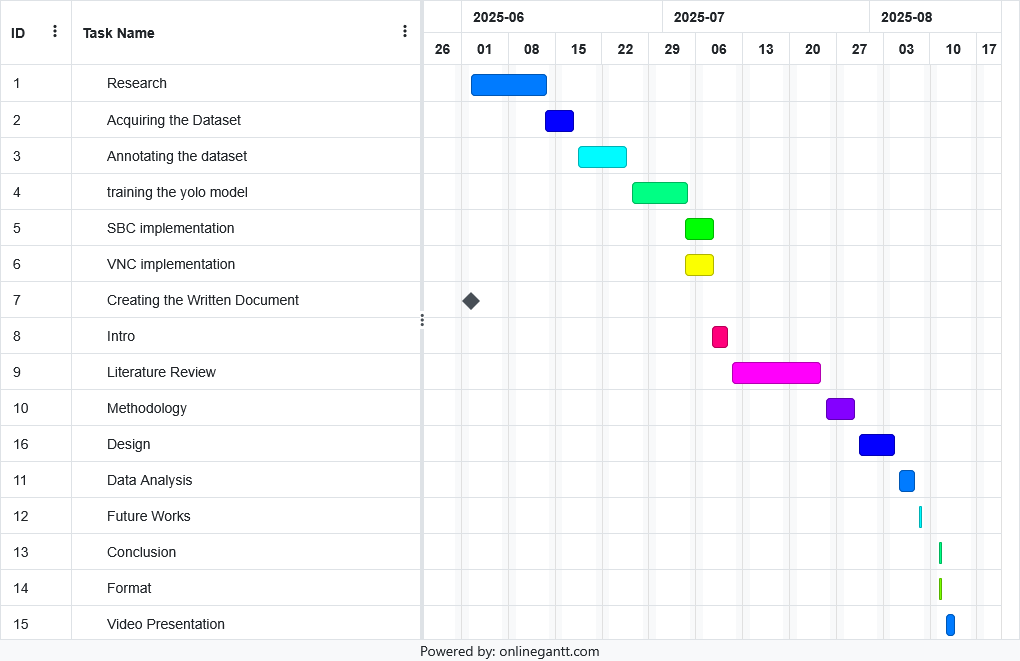 ID Task Name 2025-06 2025-07 2025-08
26 01 08 15 22 29 06 13 20 27 03 10 17
1 Research
2 Acquiring the Dataset
3 Annotating the dataset
4 training the yolo model
5 SBC implementation
6 VNC implementation
7 Creating the Written Document
8 Intro
9 Literature Review
10 Methodology
16 Design
11 Data Analysis
12 Future Works
13 Conclusion
14 Format
15 Video Presentation
Powered by: onlinegantt.com